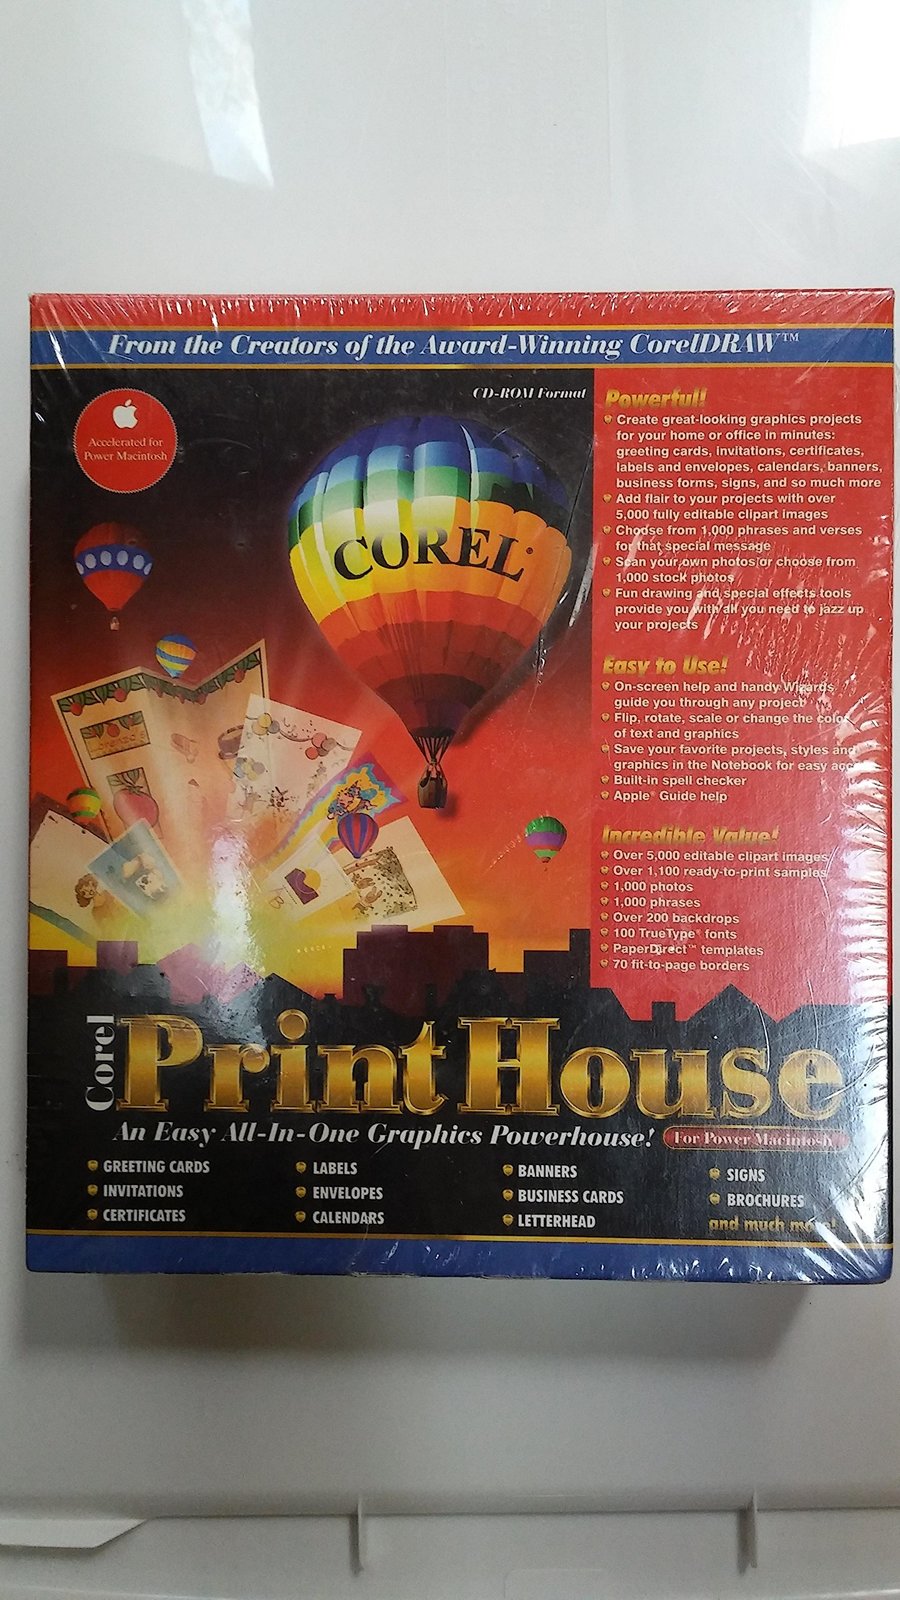 From the Creators of the Award-Winning CorelDRAW™
CD-ROM Format
Accelerated for
Power Macintosh
COREL
Powerful!
Create great-looking graphics projects
for your home or office in minutes:
greeting cards, invitations, certificates,
labels and envelopes, calendars, banners,
business forms, signs, and so much more
Add flair to your projects with over
5,000 fully editable clipart images
Choose from 1,000 phrases and verses
for that special message
Scan your own photos or choose from
1,000 stock photos
Fun drawing and special effects tools
provide you with all you need to jazz up
your projects
Easy to Use!
On-screen help and handy Wizards
guide you through any project
Flip, rotate, scale or change the color
of text and graphics
Save your favorite projects, styles and
graphics in the Notebook for easy
Built-in spell checker
Apple® Guide help
Incredible Value!
Over 5,000 editable clipart images
Over 1,100 ready-to-print samples
1,000 photos
1,000 phrases
Over 200 backdrops
100 TrueType® fonts
PaperDirect™ templates
70 fit-to-page borders
Corel
Print House
An Easy All-In-One Graphics Powerhouse!
For Power Macintosh
GREETING CARDS
INVITATIONS
CERTIFICATES
LABELS
ENVELOPES
CALENDARS
BANNERS
BUSINESS CARDS
LETTERHEAD
SIGNS
BROCHURES
and much more!